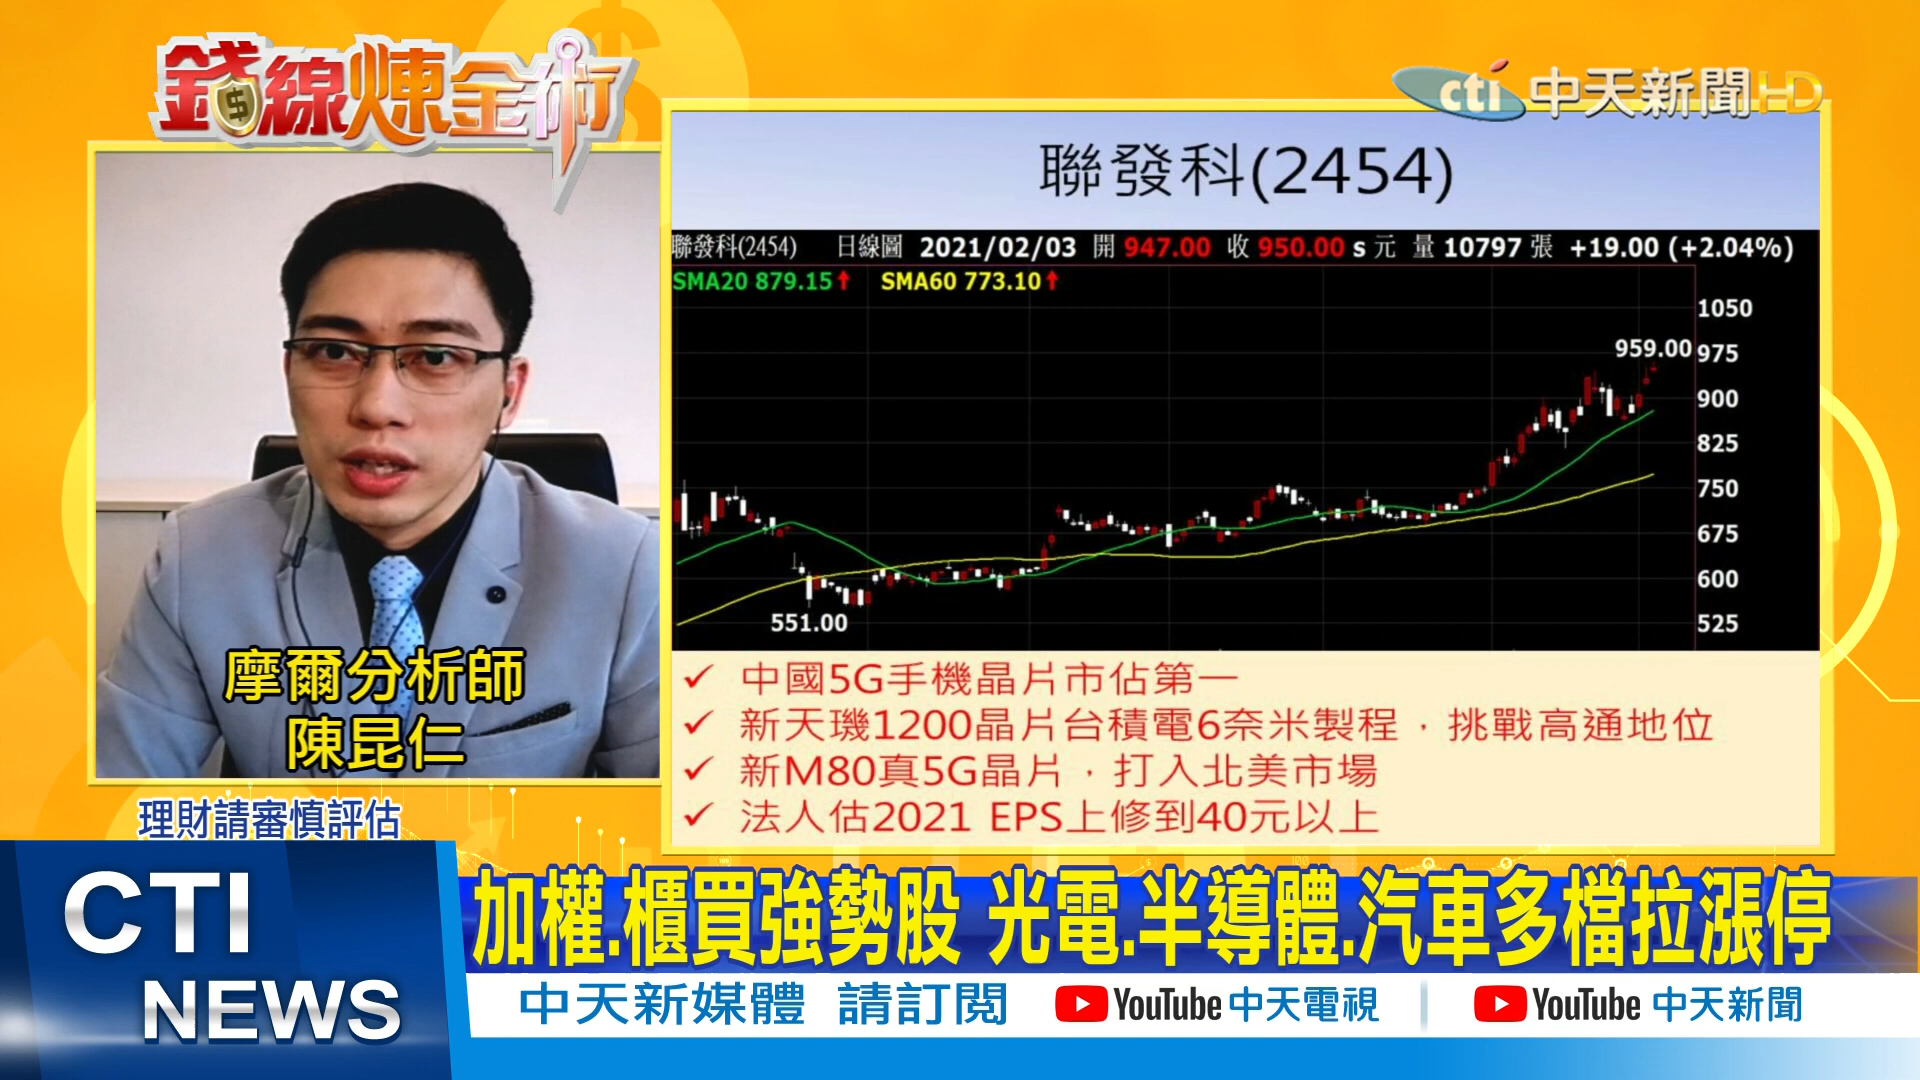 錢線煉金術
cti 中天新聞HD
聯發科(2454)
聯發科(2454) 日線圖 2021/02/03 開 947.00 收 950.00 s 元 量 10797 張 +19.00 (+2.04%)
SMA20 879.15↑ SMA60 773.10↑
1050
959.00
975
900
825
750
675
600
551.00
525
摩爾分析師
陳昆仁
✓ 中國5G手機晶片市佔第一
✓ 新天璣1200晶片台積電6奈米製程,挑戰高通地位
✓ 新M80真5G晶片,打入北美市場
✓ 法人估2021 EPS上修到40元以上
理財請審慎評估
CTI
NEWS
加權.櫃買強勢股 光電.半導體.汽車多檔拉漲停
中天新媒體 請訂閱 YouTube 中天電視 | YouTube 中天新聞